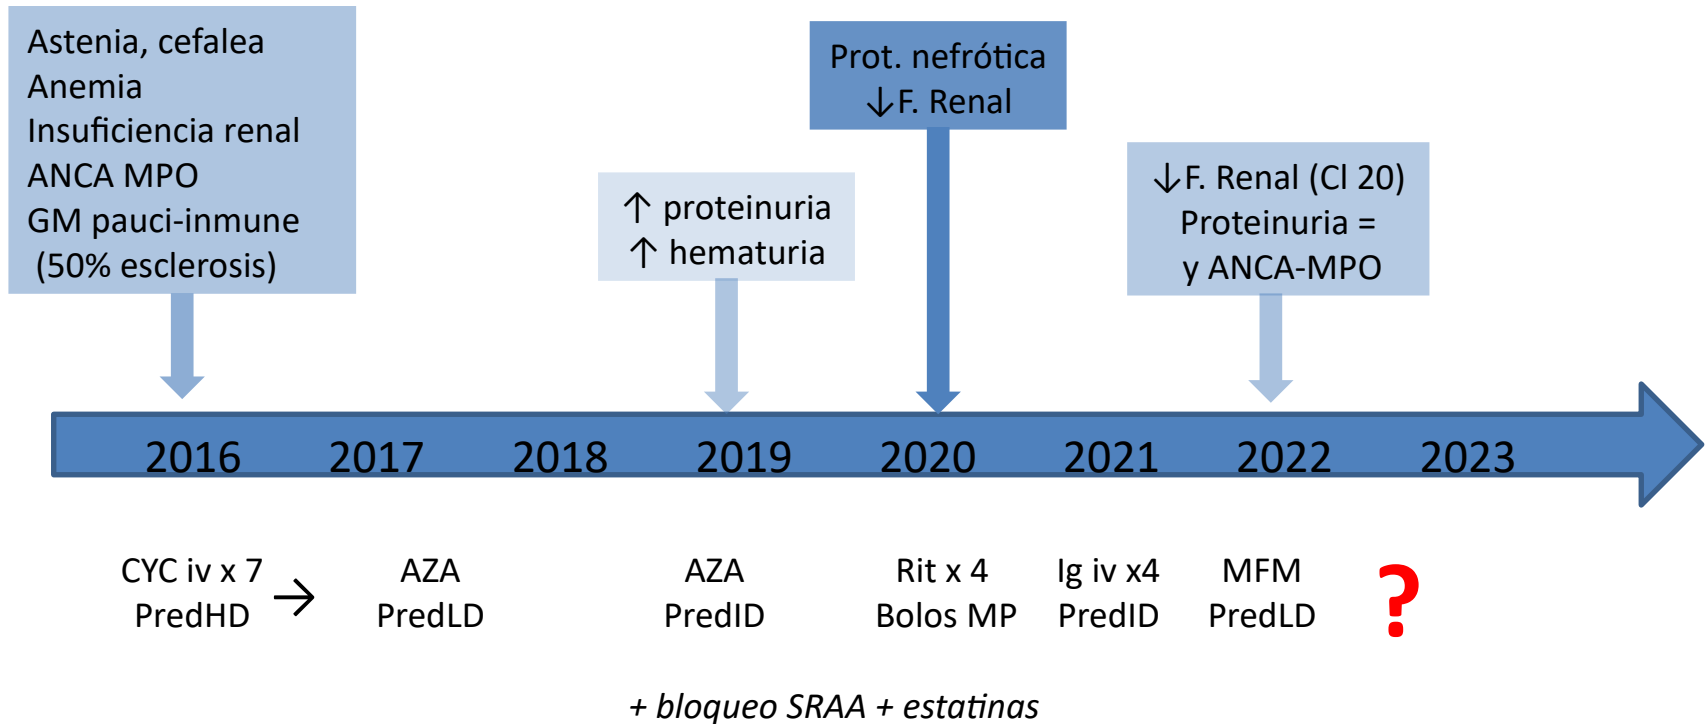 Astenia, cefalea
Anemia
Insuficiencia renal
ANCA MPO
GM pauci-inmune
(50% esclerosis)
↑ proteinuria
↑ hematuria
Prot. nefrótica
↓F. Renal
↓F. Renal (Cl 20)
Proteinuria =
y ANCA-MPO
2016 2017 2018 2019 2020 2021 2022 2023
CYC iv x 7
PredHD
→
AZA
PredLD
AZA
PredID
Rit x 4
Bolos MP
Ig iv x4
PredID
MFM
PredLD
?
+ bloqueo SRAA + estatinas